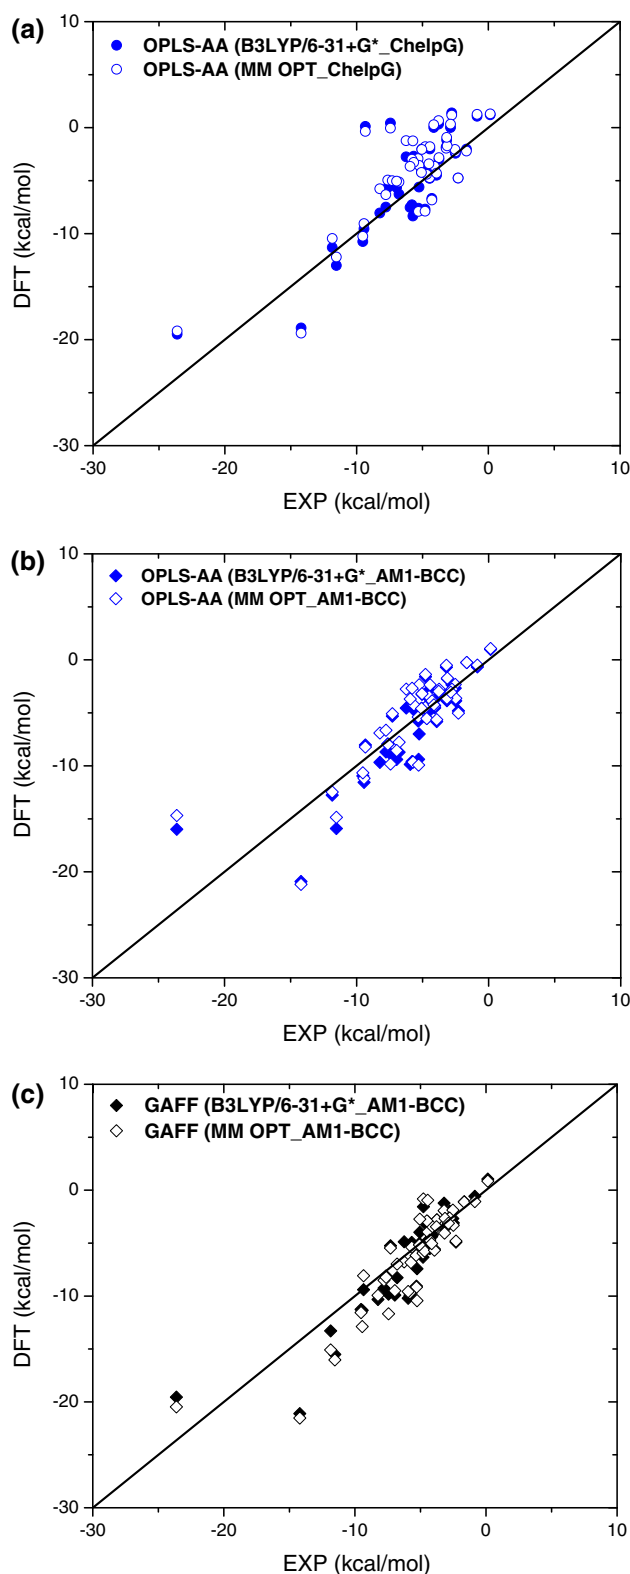 (a)
10
OPLS-AA (B3LYP/6-31+G*_ChelpG)
OPLS-AA (MM OPT_ChelpG)
0
-10
-20
-30
DFT (kcal/mol)
-30
-20
-10
0
10
EXP (kcal/mol)
(b)
10
OPLS-AA (B3LYP/6-31+G*_AM1-BCC)
OPLS-AA (MM OPT_AM1-BCC)
0
-10
-20
-30
DFT (kcal/mol)
-30
-20
-10
0
10
EXP (kcal/mol)
(c)
10
GAFF (B3LYP/6-31+G*_AM1-BCC)
GAFF (MM OPT_AM1-BCC)
0
-10
-20
-30
DFT (kcal/mol)
-30
-20
-10
0
10
EXP (kcal/mol)